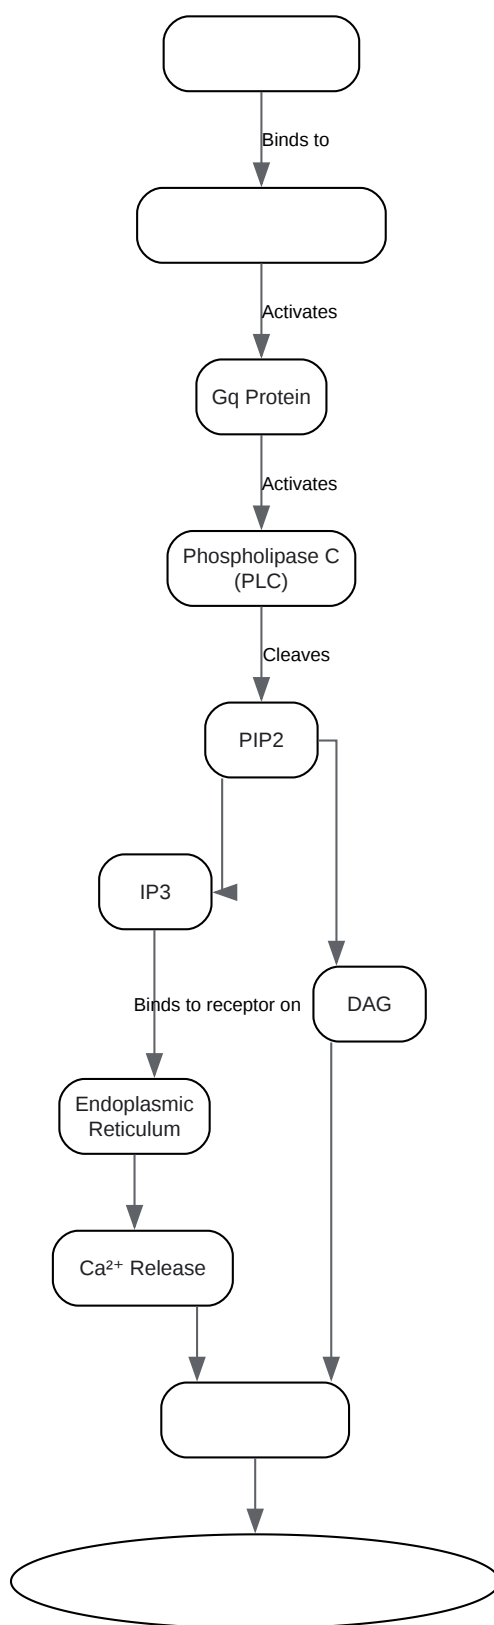 Binds to
Activates
Gq Protein
Activates
Phospholipase C
(PLC)
Cleaves
PIP2
IP3
Binds to receptor on
DAG
Endoplasmic
Reticulum
Ca²⁺ Release